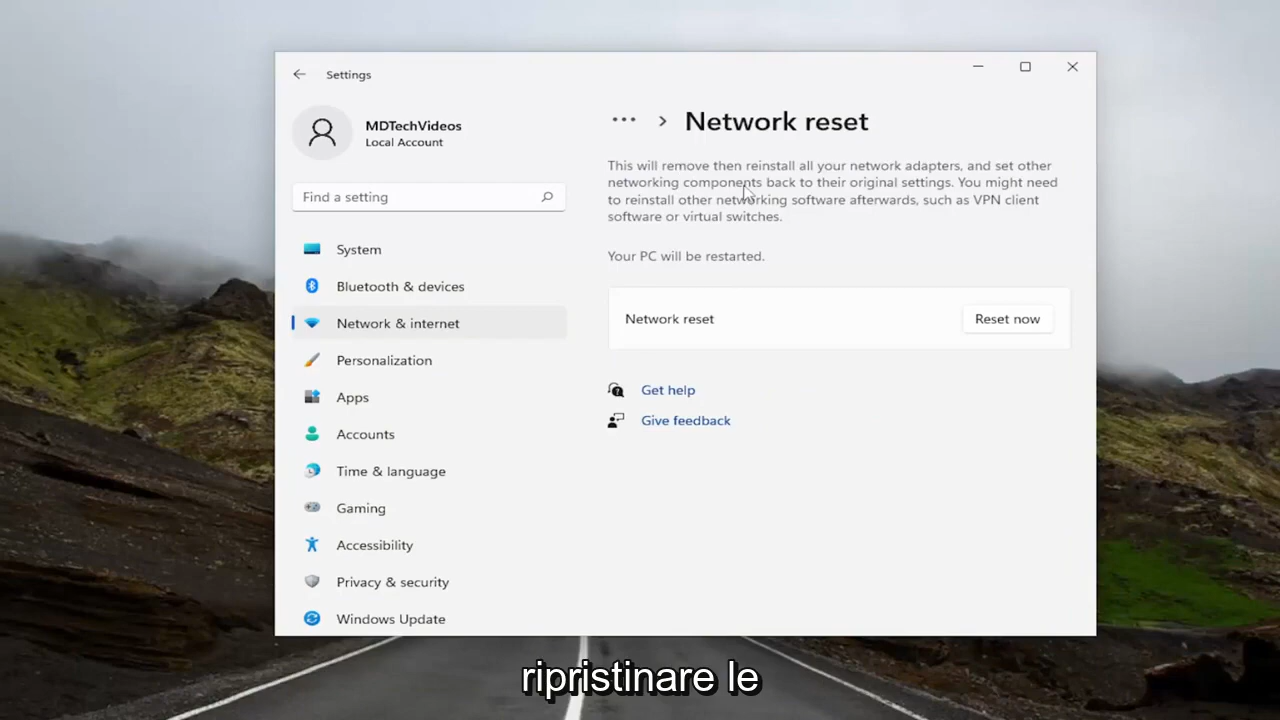 Settings
MDTechVideos
Local Account
Find a setting
System
Bluetooth & devices
Network & internet
Personalization
Apps
Accounts
Time & language
Gaming
Accessibility
Privacy & security
Windows Update
Network reset
This will remove then reinstall all your network adapters, and set other
networking components back to their original settings. You might need
to reinstall other networking software afterwards, such as VPN client
software or virtual switches.
Your PC will be restarted.
Network reset
Reset now
Get help
Give feedback
ripristinare le